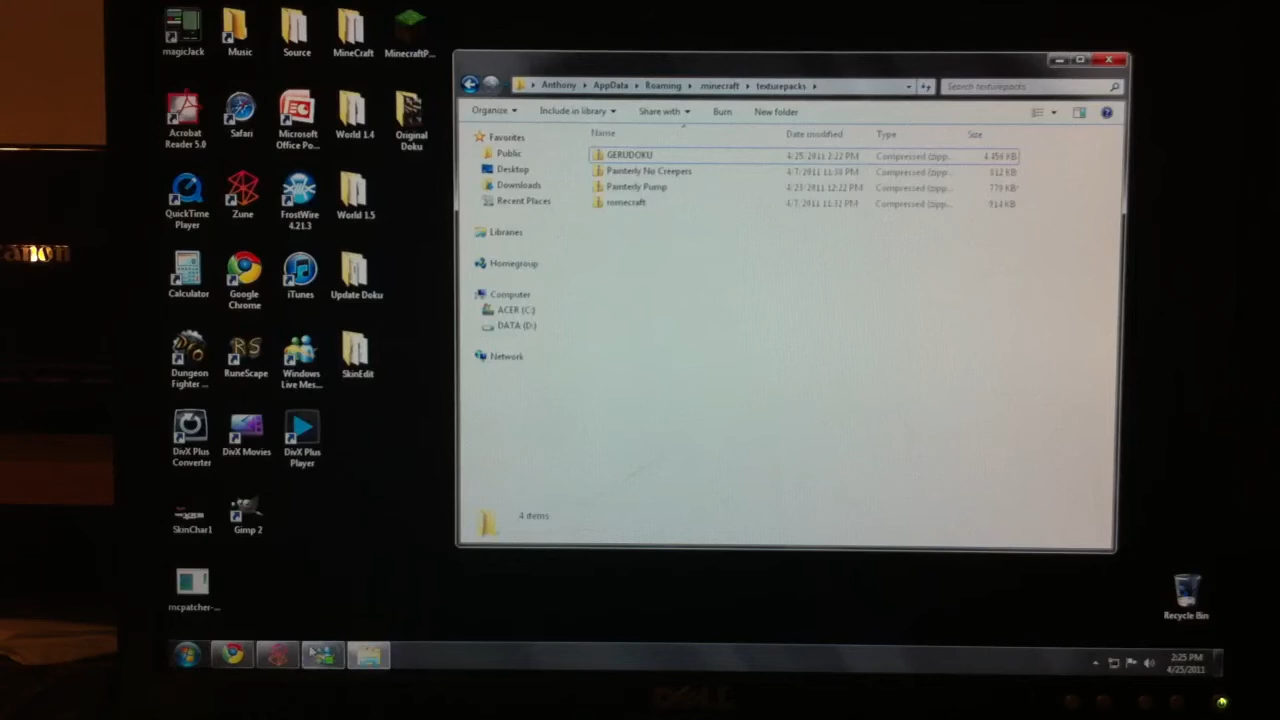 magicJack
Music
Source
MineCraft
MinecraftP...
Acrobat Reader 5.0
Safari
Microsoft Office Po...
World 1.4
Original Doku
QuickTime Player
Zune
FrostWire 4.21.3
World 1.5
Calculator
Google Chrome
iTunes
Update Doku
Dungeon Fighter ...
RuneScape
Windows Live Mes...
SkinEdit
DivX Plus Converter
DivX Movies
DivX Plus Player
SkinChar1
Gimp 2
mcpatcher-...
canon
Anthony AppData Roaming .minecraft texturepacks
Search texturepacks
Organize Include in library Share with Burn New folder
Favorites
Public
Desktop
Downloads
Recent Places
Libraries
Homegroup
Computer
ACER (C:)
DATA (D:)
Network
Name Date modified Type Size
GERUDOKU 4/25/2011 2:22 PM Compressed (zipp... 4,456 KB
Painterly No Creepers 4/7/2011 11:38 PM Compressed (zipp... 812 KB
Painterly Pump 4/23/2011 12:22 PM Compressed (zipp... 779 KB
romecraft 4/7/2011 11:32 PM Compressed (zipp... 914 KB
4 items
Recycle Bin
2:25 PM
4/25/2011
DELL